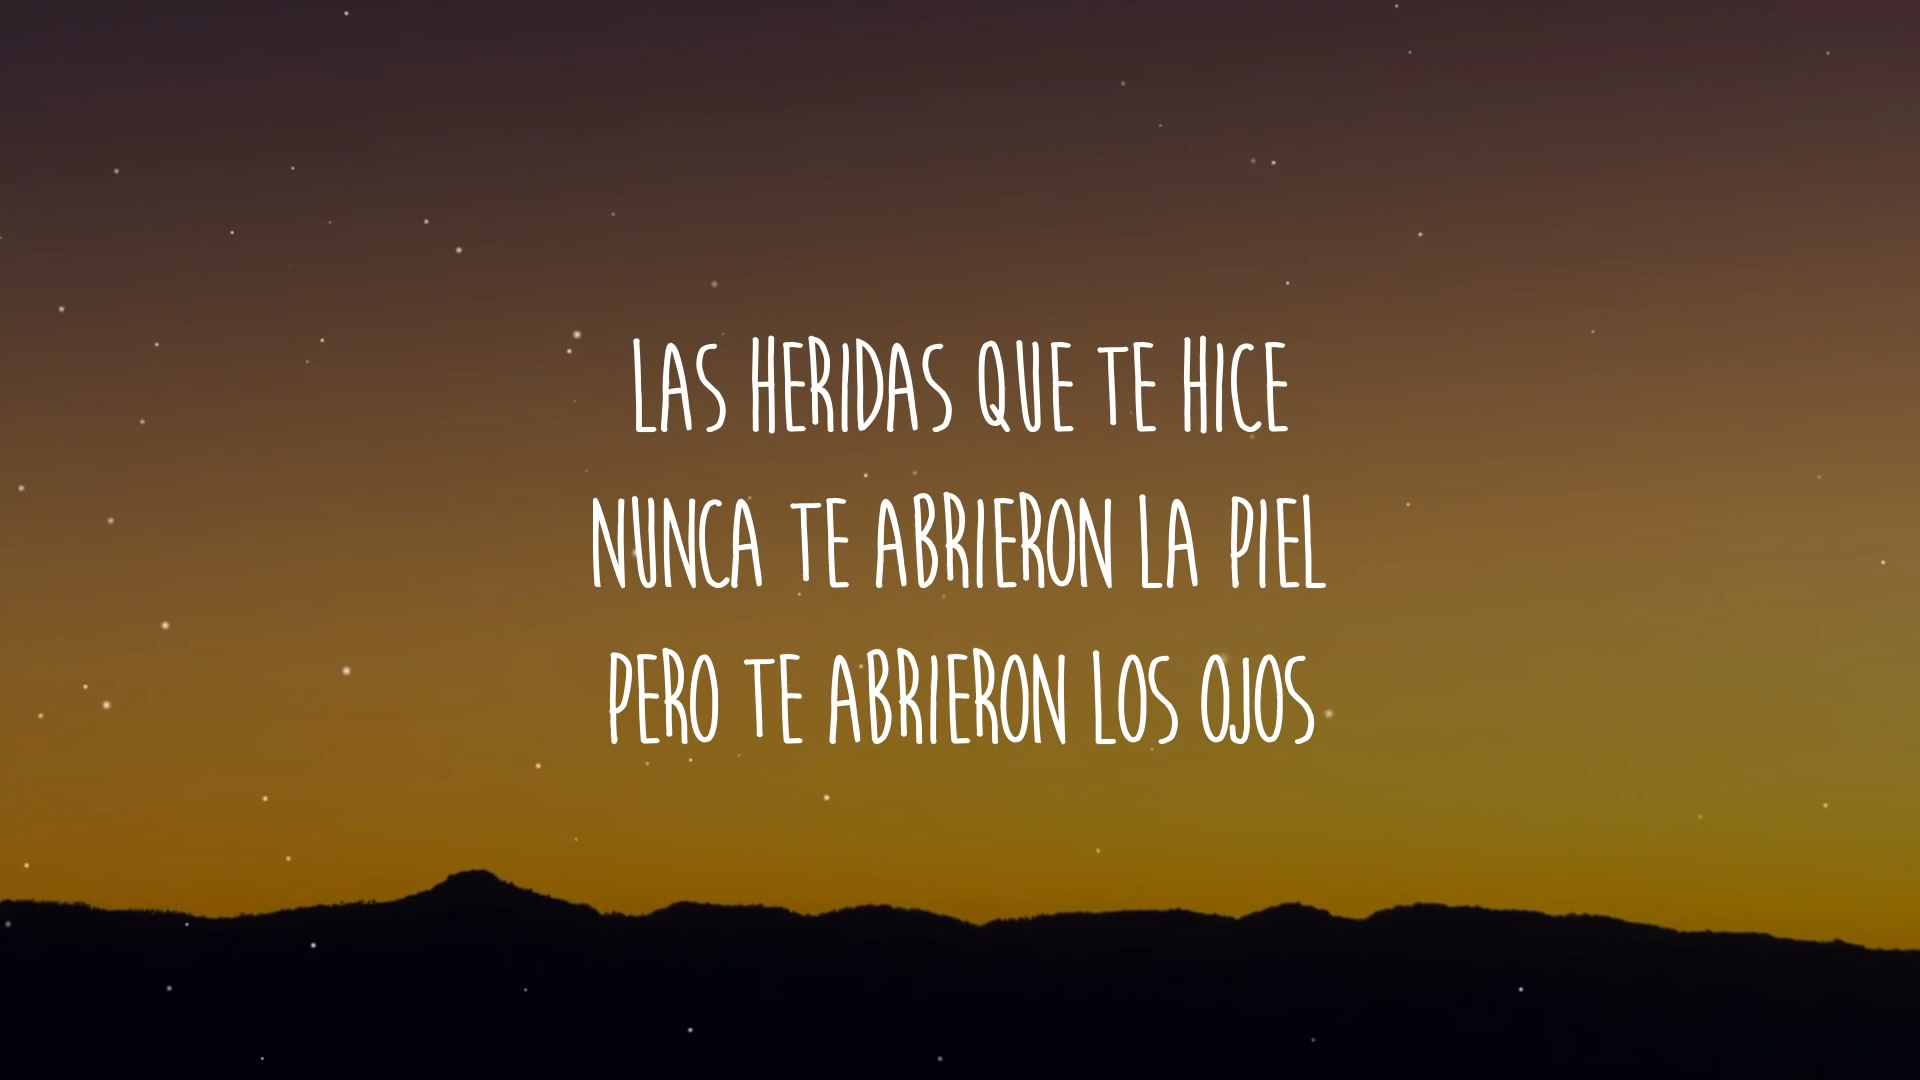 LAS HERIDAS QUE TE HICE
NUNCA TE ABRIERON LA PIEL
PERO TE ABRIERON LOS OJOS